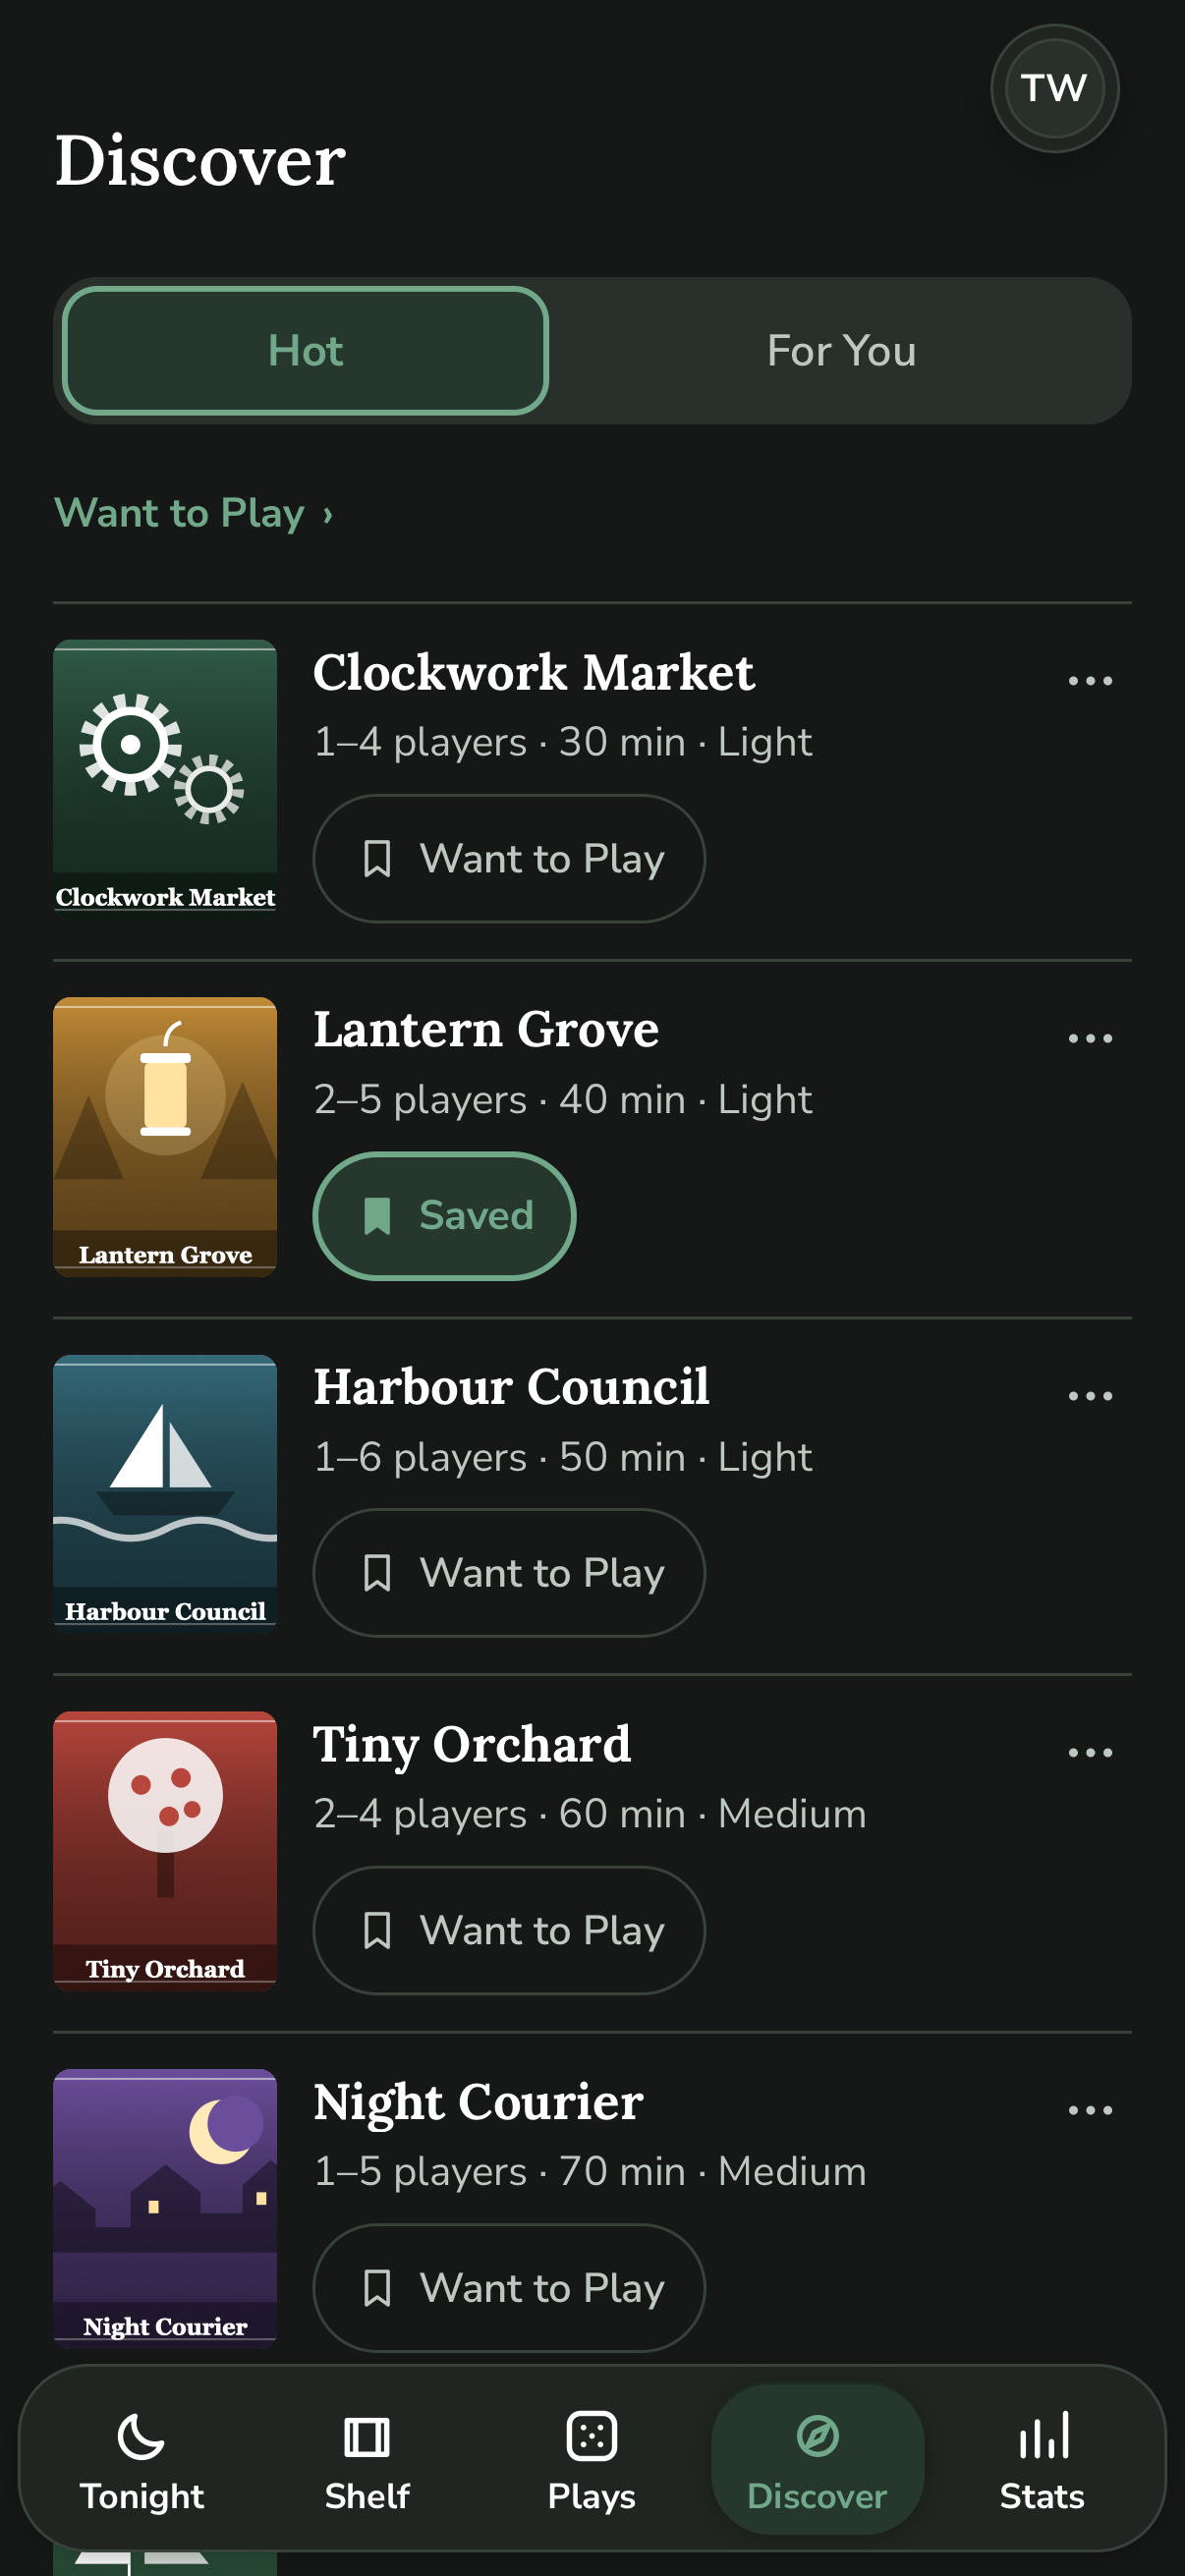 TW
Discover
Hot
For You
Want to Play ›
Clockwork Market
1–4 players · 30 min · Light
Want to Play
Clockwork Market
Lantern Grove
2–5 players · 40 min · Light
Saved
Lantern Grove
Harbour Council
1–6 players · 50 min · Light
Want to Play
Harbour Council
Tiny Orchard
2–4 players · 60 min · Medium
Want to Play
Tiny Orchard
Night Courier
1–5 players · 70 min · Medium
Want to Play
Night Courier
Tonight
Shelf
Plays
Discover
Stats